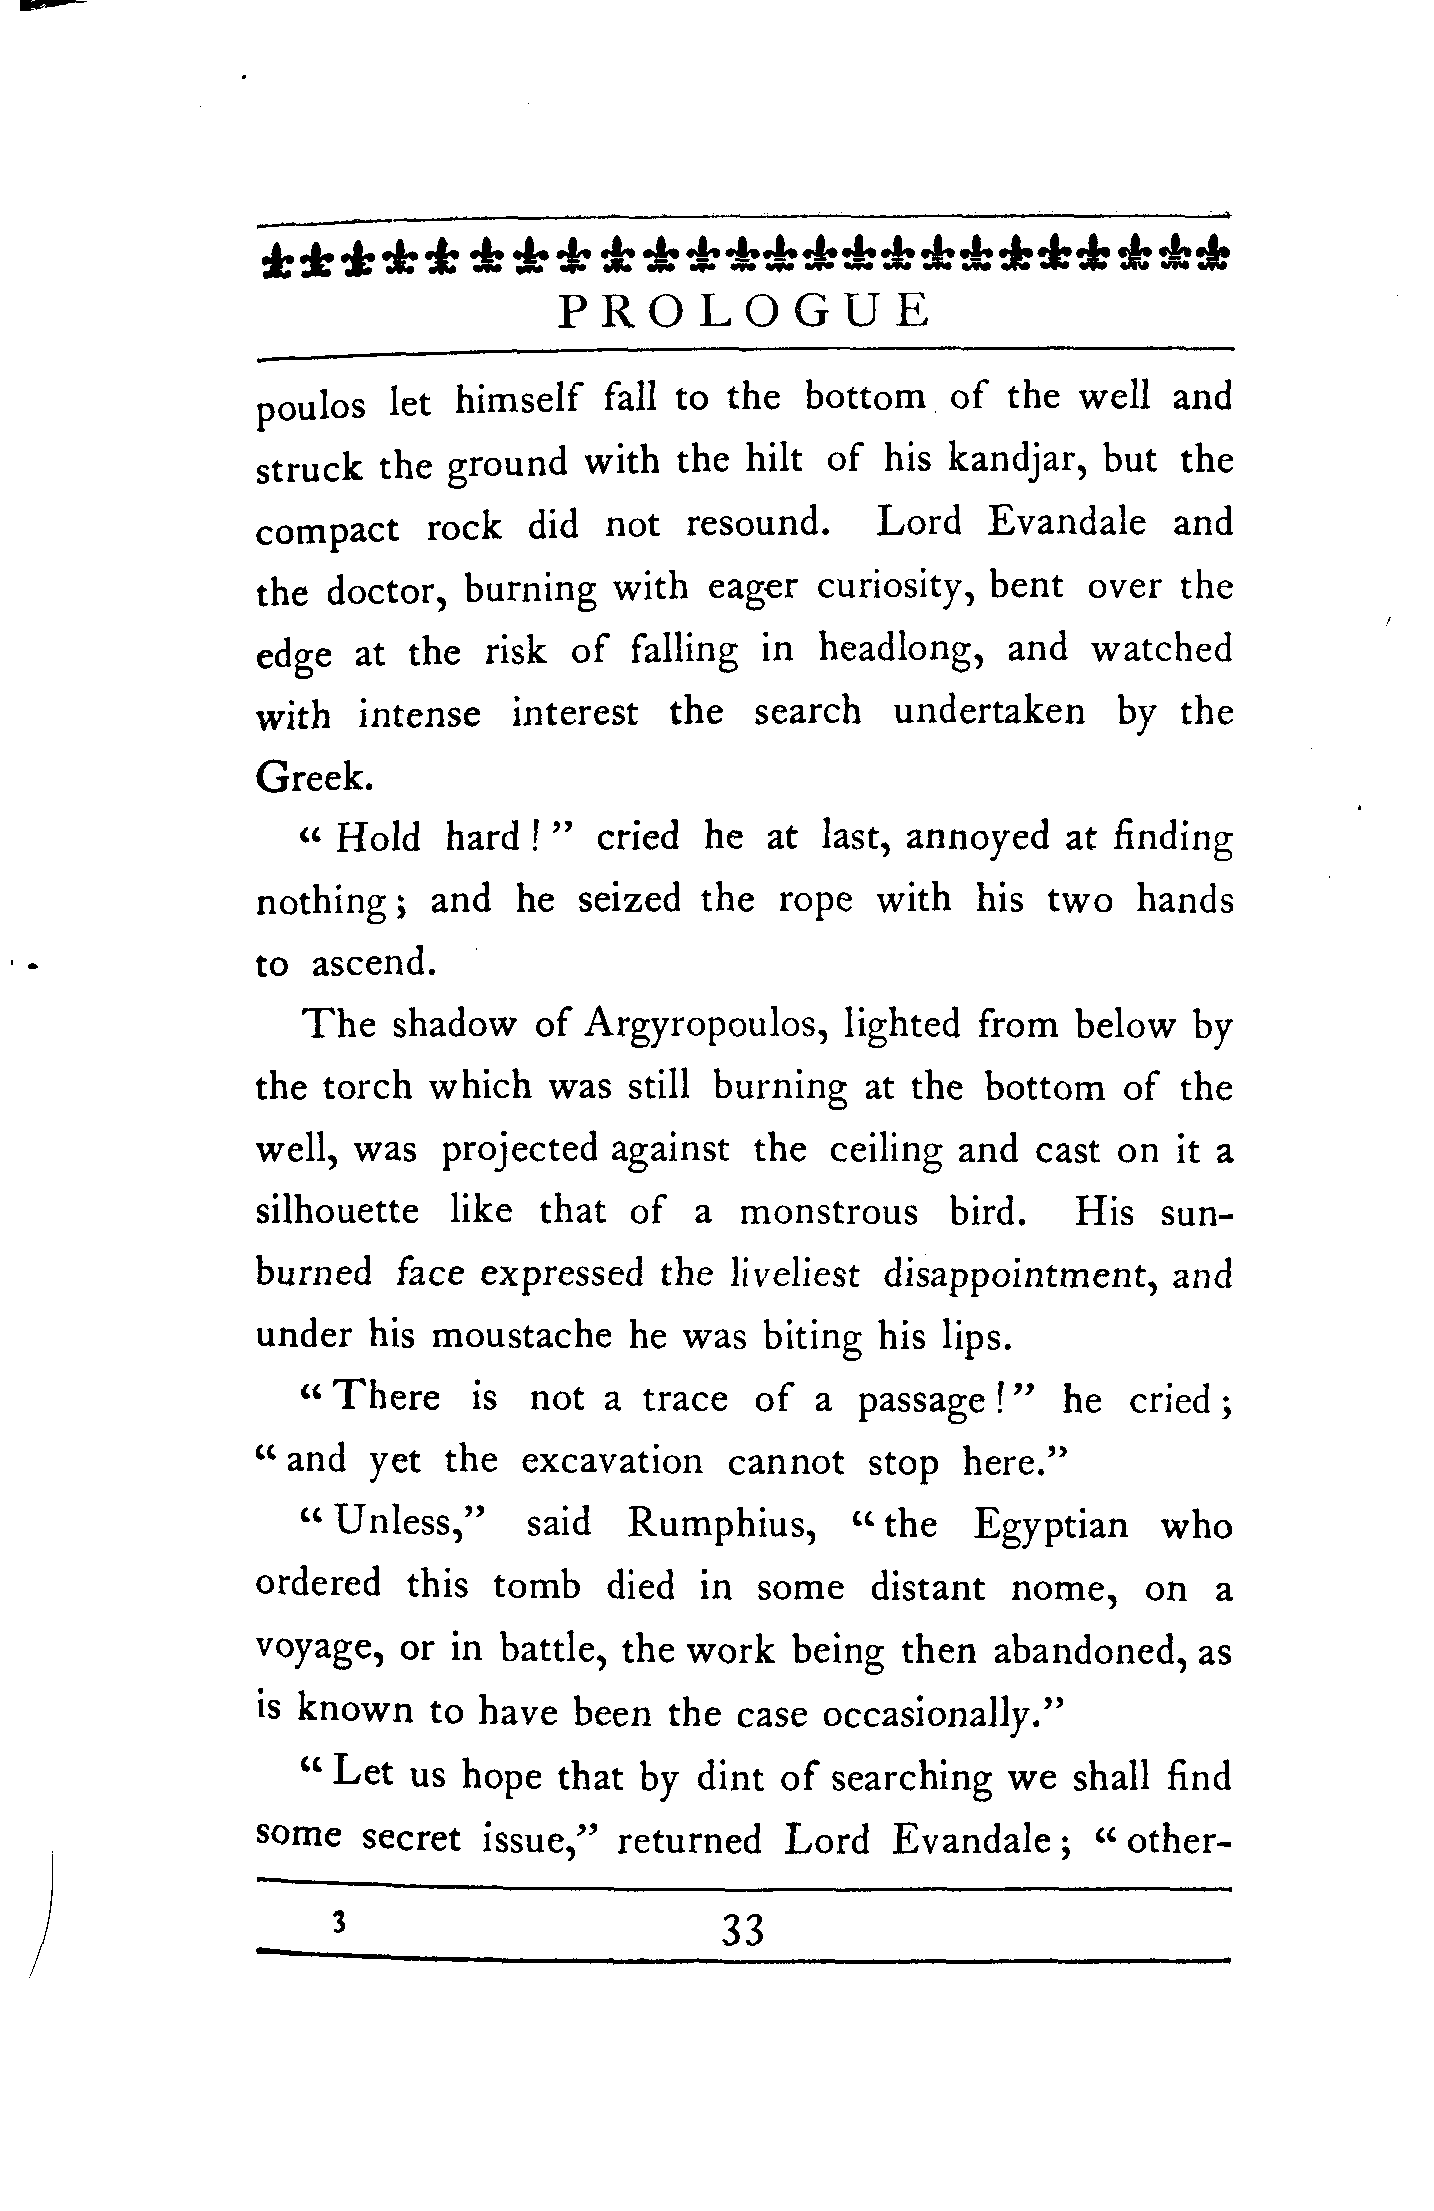 PROLOGUE
poulos let himself fall to the bottom of the well and
struck the ground with the hilt of his kandjar, but the
compact rock did not resound. Lord Evandale and
the doctor, burning with eager curiosity, bent over the
edge at the risk of falling in headlong, and watched
with intense interest the search undertaken by the
Greek.
“ Hold hard ! ” cried he at last, annoyed at finding
nothing ; and he seized the rope with his two hands
to ascend.
The shadow of Argyropoulos, lighted from below by
the torch which was still burning at the bottom of the
well, was projected against the ceiling and cast on it a
silhouette like that of a monstrous bird. His sun-
burned face expressed the liveliest disappointment, and
under his moustache he was biting his lips.
“ There is not a trace of a passage ! ” he cried ;
“ and yet the excavation cannot stop here.”
“ Unless,” said Rumphius, “ the Egyptian who
ordered this tomb died in some distant nome, on a
voyage, or in battle, the work being then abandoned, as
is known to have been the case occasionally.”
“ Let us hope that by dint of searching we shall find
some secret issue,” returned Lord Evandale ; “ other-
3 33